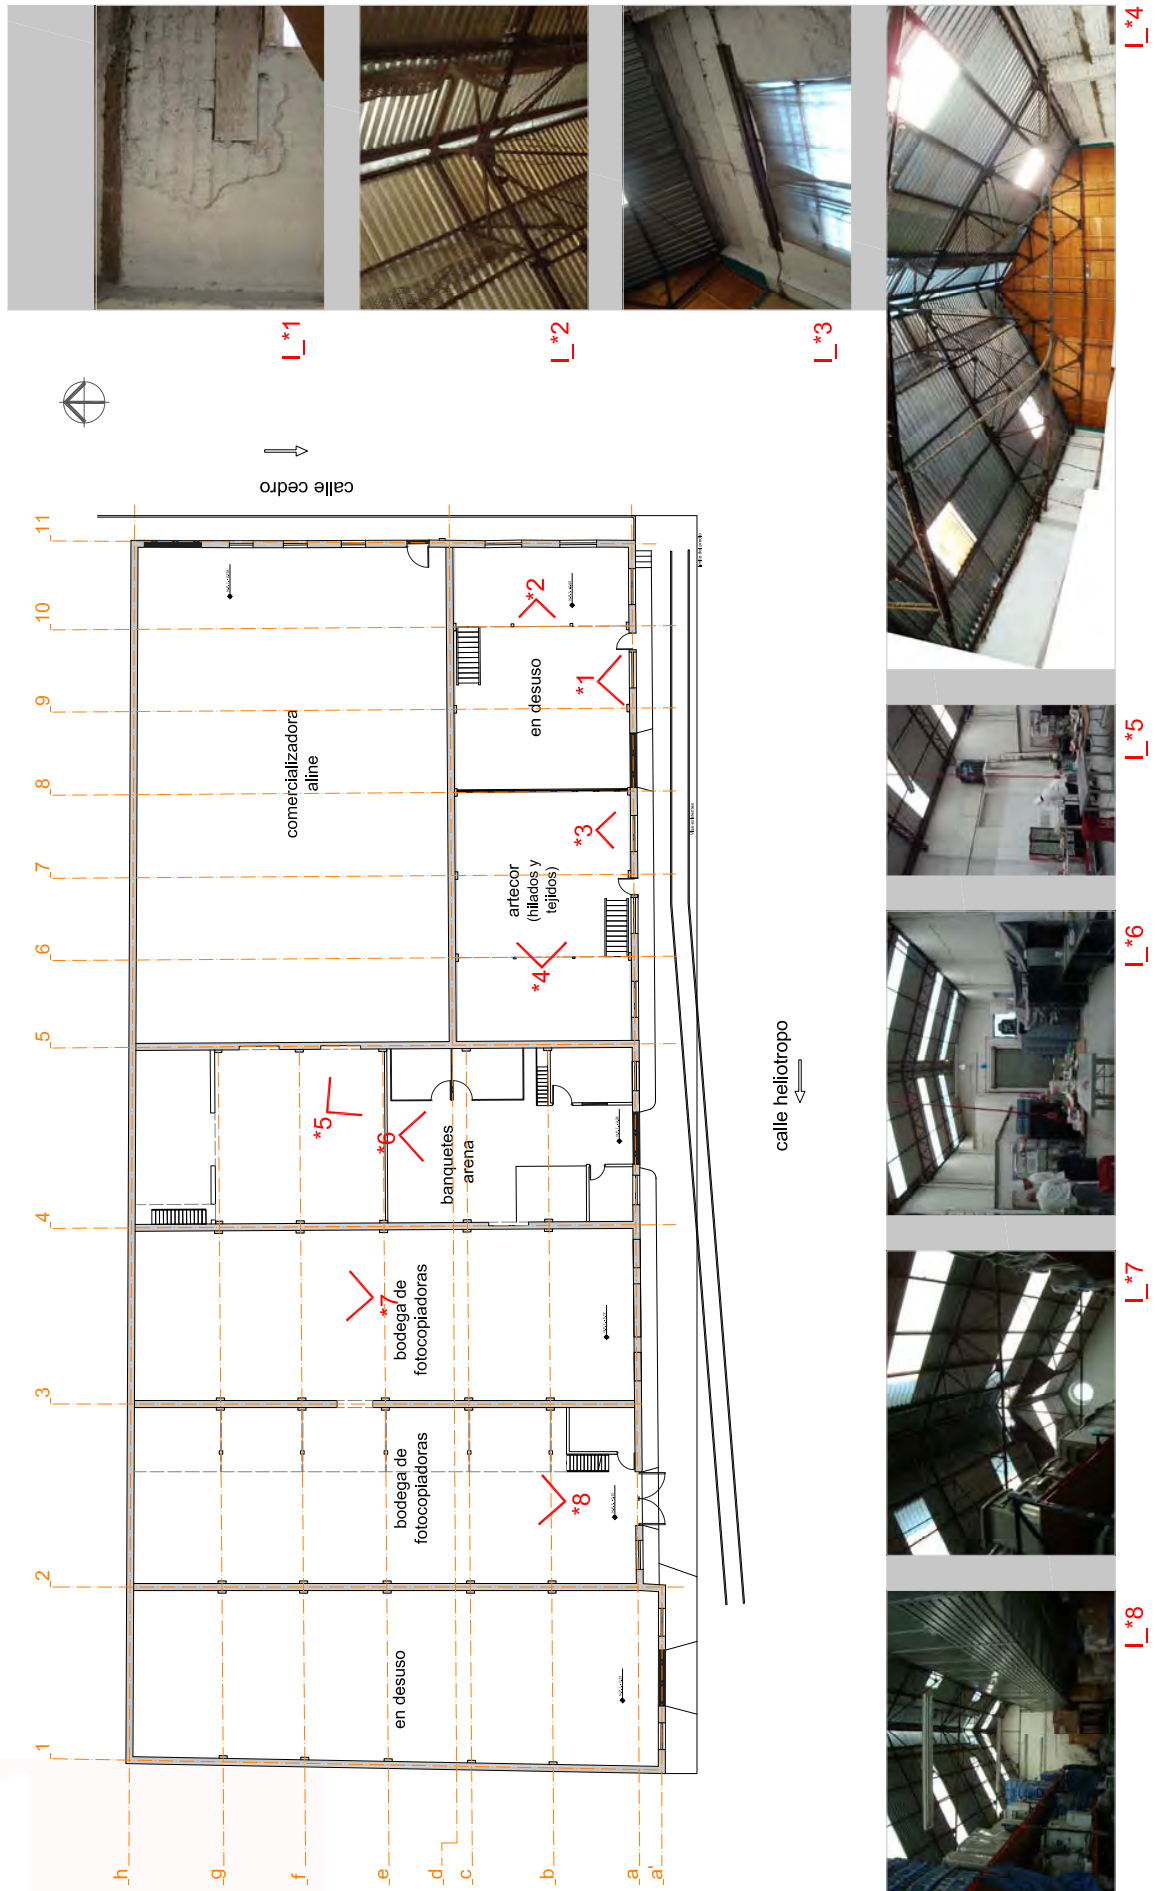 I_*1
I_*2
I_*3
I_*4
calle cedro
11
10
9
8
7
6
5
4
3
2
1
comercializadora
aline
en desuso
*2
*1
artecor
(hilados y
tejidos)
*3
*4
banquetes
arena
*5
*6
bodega de
fotocopiadoras
*7
bodega de
fotocopiadoras
*8
en desuso
h
g
f
e
d
c
b
a
a'
calle heliotropo
I_*5
I_*6
I_*7
I_*8